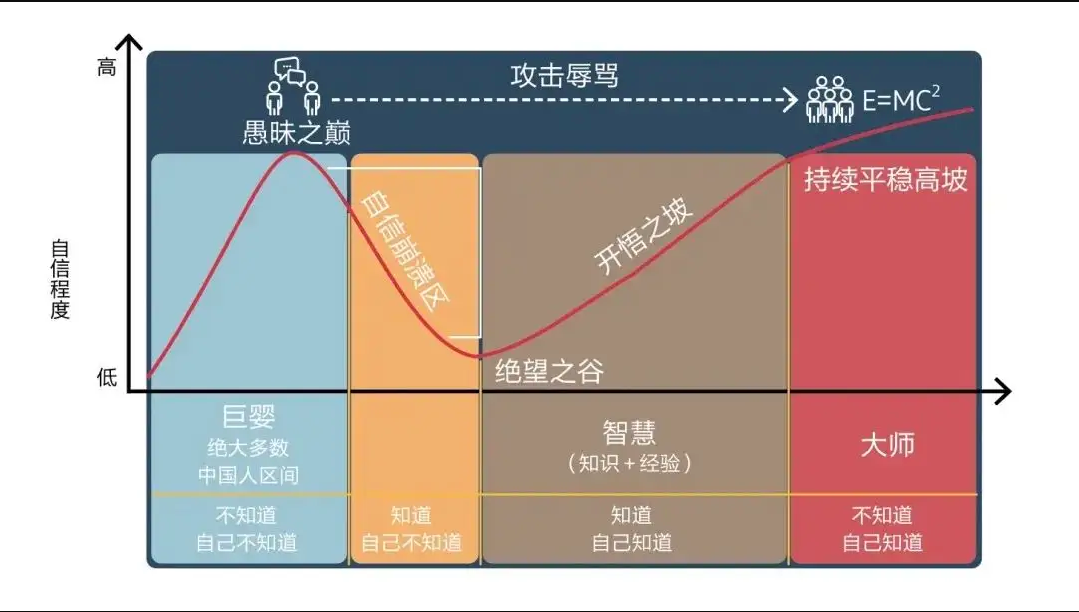 高
攻击辱骂
E=MC²
愚昧之巅
持续平稳高坡
自信崩溃区
开悟之坡
自信程度
绝望之谷
低
巨婴
绝大多数
中国人区间
智慧
（知识+经验）
大师
不知道
自己不知道
知道
自己不知道
知道
自己知道
不知道
自己知道